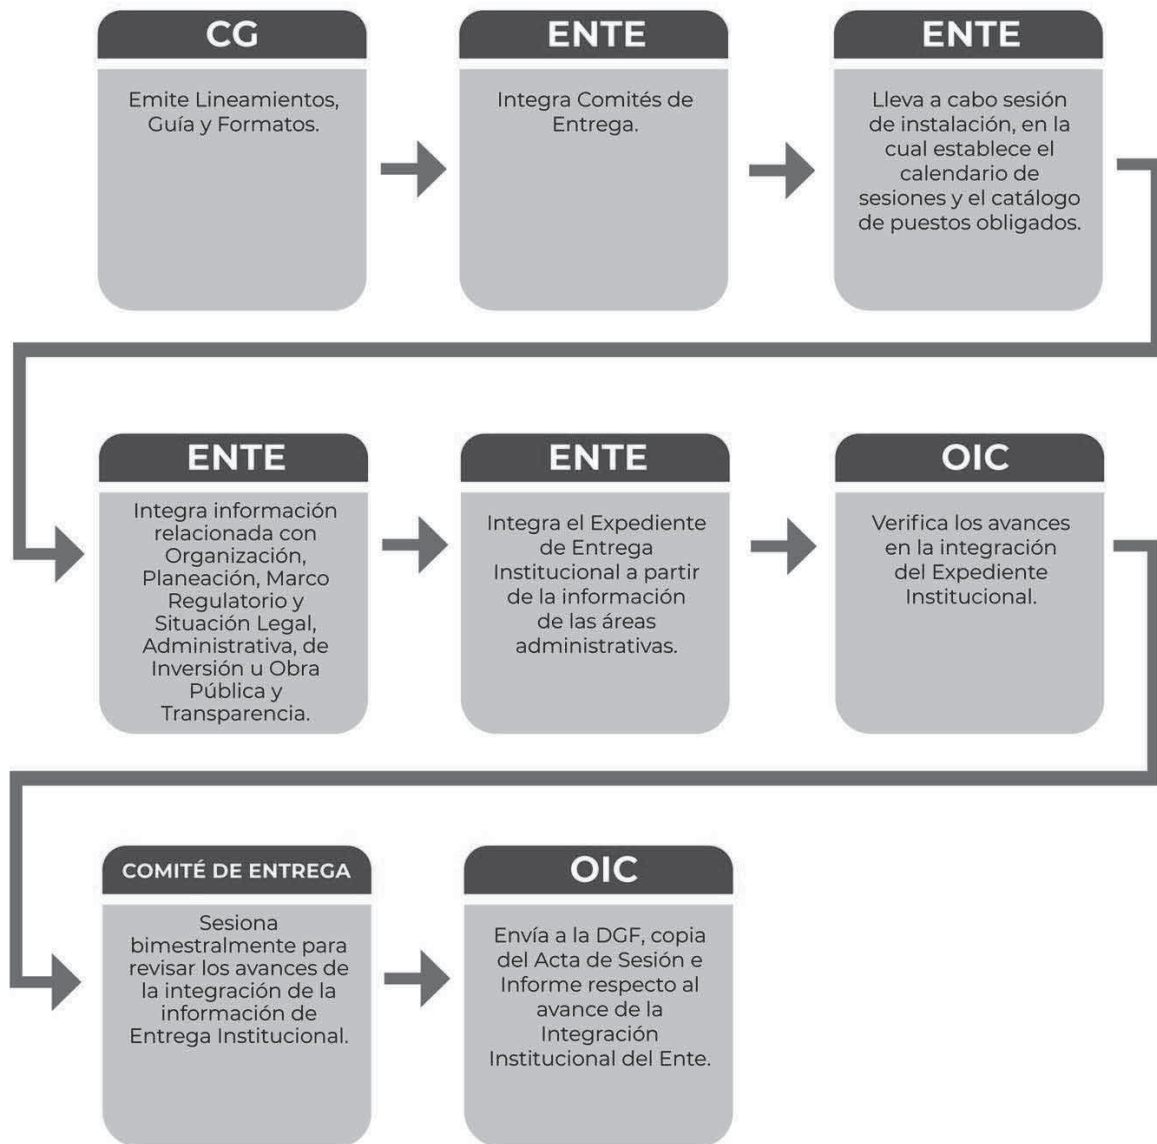 CG
Emite Lineamientos,
Guía y Formatos.
ENTE
Integra Comités de
Entrega.
ENTE
Lleva a cabo sesión
de instalación, en la
cual establece el
calendario de
sesiones y el catálogo
de puestos obligados.
ENTE
Integra información
relacionada con
Organización,
Planeación, Marco
Regulatorio y
Situación Legal,
Administrativa, de
Inversión u Obra
Pública y
Transparencia.
ENTE
Integra el Expediente
de Entrega
Institucional a partir
de la información
de las áreas
administrativas.
OIC
Verifica los avances
en la integración
del Expediente
Institucional.
COMITÉ DE ENTREGA
Sesiona
bimestralmente para
revisar los avances de
la integración de la
información de
Entrega Institucional.
OIC
Envía a la DGF, copia
del Acta de Sesión e
Informe respecto al
avance de la
Integración
Institucional del Ente.